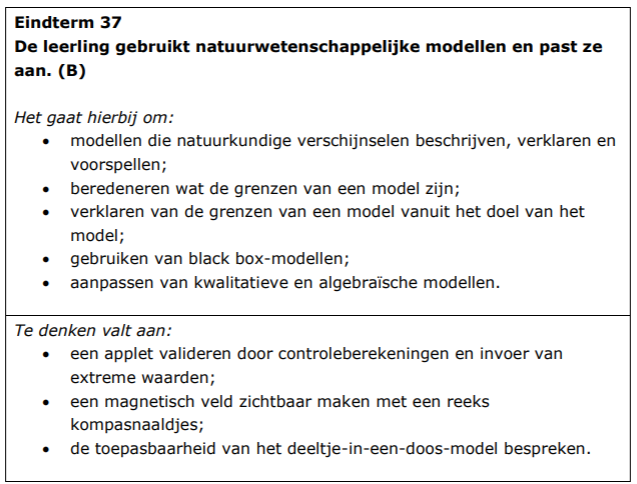 Eindterm 37
De leerling gebruikt natuurwetenschappelijke modellen en past ze
aan. (B)
Het gaat hierbij om:
• modellen die natuurkundige verschijnselen beschrijven, verklaren en
voorspellen;
• beredeneren wat de grenzen van een model zijn;
• verklaren van de grenzen van een model vanuit het doel van het
model;
• gebruiken van black box-modellen;
• aanpassen van kwalitatieve en algebraïsche modellen.
Te denken valt aan:
• een applet valideren door controleberekeningen en invoer van
extreme waarden;
• een magnetisch veld zichtbaar maken met een reeks
kompasnaaldjes;
• de toepasbaarheid van het deeltje-in-een-doos-model bespreken.